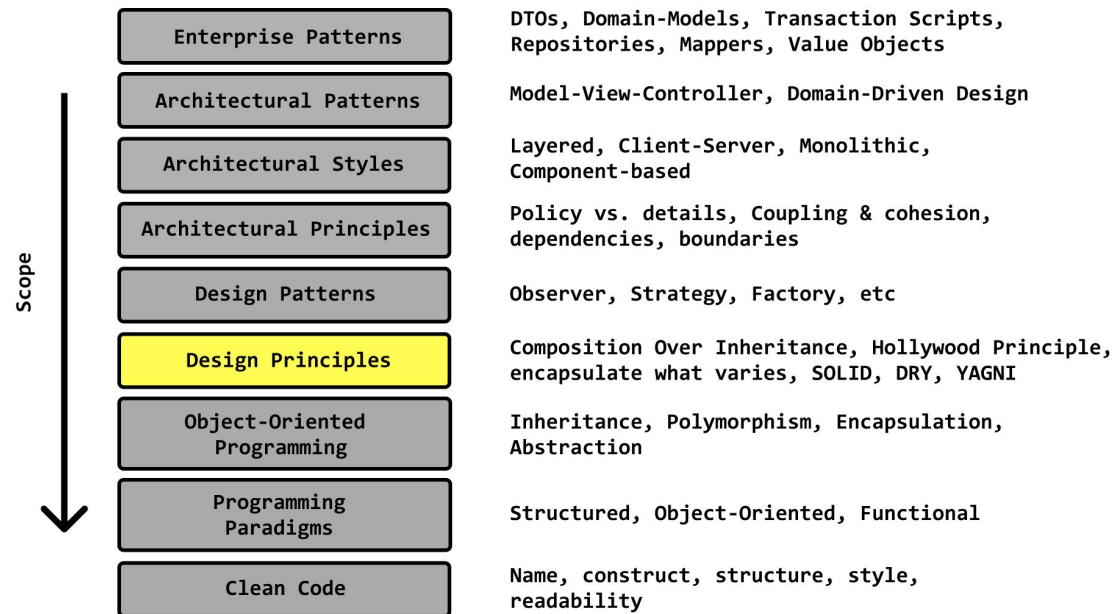 Enterprise Patterns
DTOs, Domain-Models, Transaction Scripts,
Repositories, Mappers, Value Objects
Architectural Patterns
Model-View-Controller, Domain-Driven Design
Architectural Styles
Layered, Client-Server, Monolithic,
Component-based
Architectural Principles
Policy vs. details, Coupling & cohesion,
dependencies, boundaries
Scope
Design Patterns
Observer, Strategy, Factory, etc
Design Principles
Composition Over Inheritance, Hollywood Principle,
encapsulate what varies, SOLID, DRY, YAGNI
Object-Oriented
Programming
Inheritance, Polymorphism, Encapsulation,
Abstraction
Programming
Paradigms
Structured, Object-Oriented, Functional
Clean Code
Name, construct, structure, style,
readability